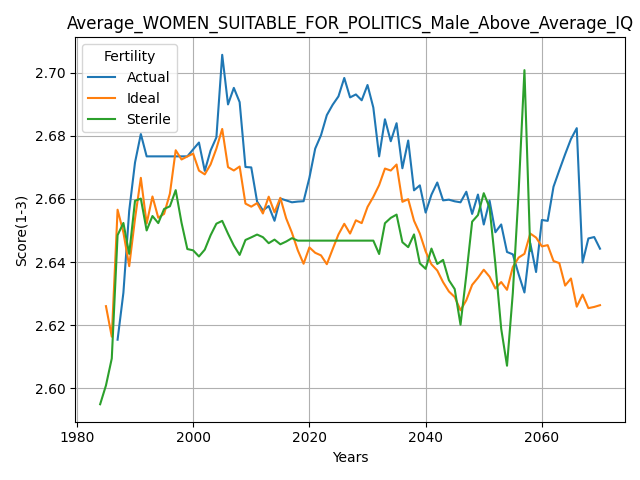 Average_WOMEN_SUITABLE_FOR_POLITICS_Male_Above_Average_IQ
Fertility
Actual
Ideal
Sterile
Score(1-3)
2.70
2.68
2.66
2.64
2.62
2.60
1980 2000 2020 2040 2060
Years